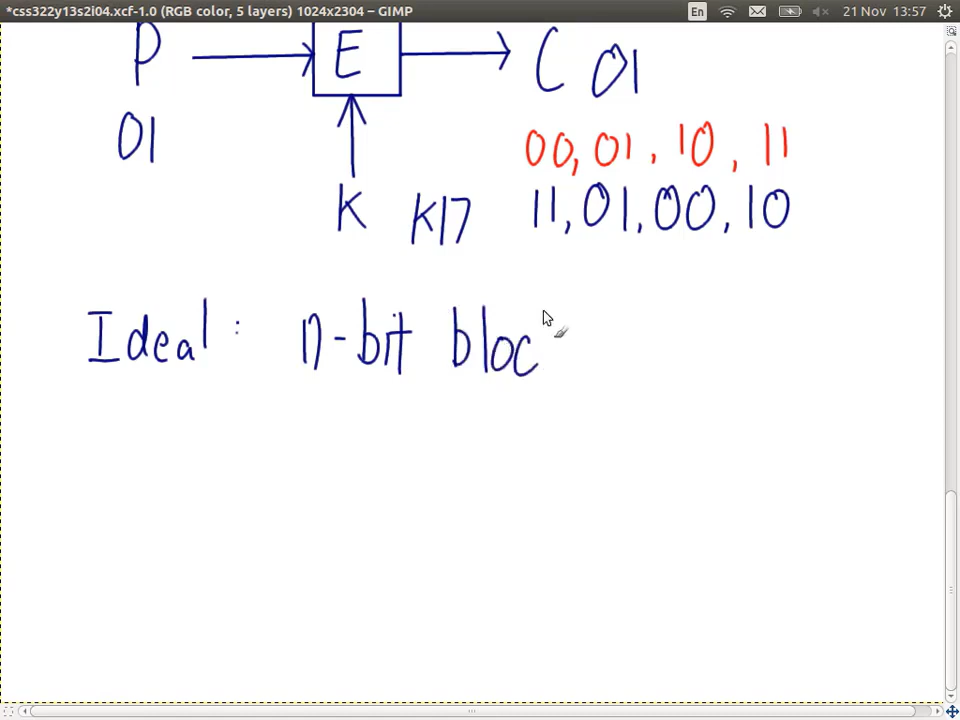 *css322y13s2i04.xcf-1.0 (RGB color, 5 layers) 1024x2304 – GIMP En 21 Nov 13:57
P E C 01
01 00, 01, 10, 11
K K17 11, 01, 00, 10
Ideal: n-bit bloc